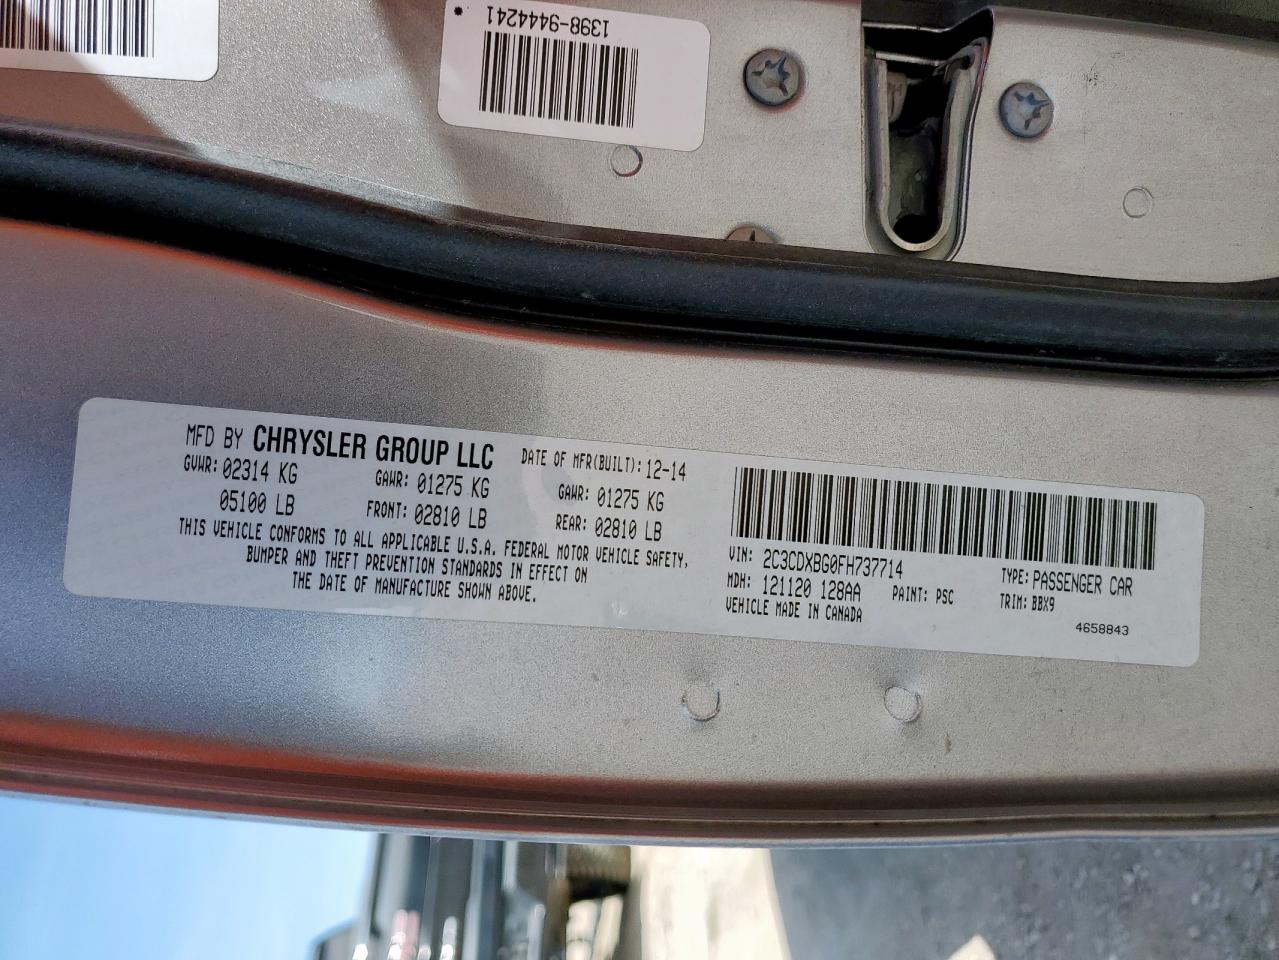 1398-9444241
MFD BY CHRYSLER GROUP LLC DATE OF MFR(BUILT): 12-14
GVWR: 02314 KG GAWR: 01275 KG GAWR: 01275 KG
05100 LB FRONT: 02810 LB REAR: 02810 LB
THIS VEHICLE CONFORMS TO ALL APPLICABLE U.S.A. FEDERAL MOTOR VEHICLE SAFETY,
BUMPER AND THEFT PREVENTION STANDARDS IN EFFECT ON
THE DATE OF MANUFACTURE SHOWN ABOVE.
VIN: 2C3CDXBG0FH737714 TYPE: PASSENGER CAR
MDH: 121120 128AA PAINT: PSC TRIM: BBX9
VEHICLE MADE IN CANADA 4658843